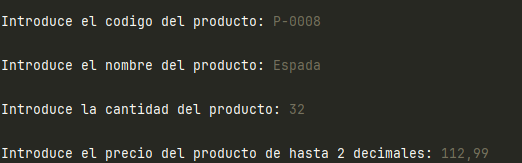 Introduce el codigo del producto: P-0008
Introduce el nombre del producto: Espada
Introduce la cantidad del producto: 32
Introduce el precio del producto de hasta 2 decimales: 112,99